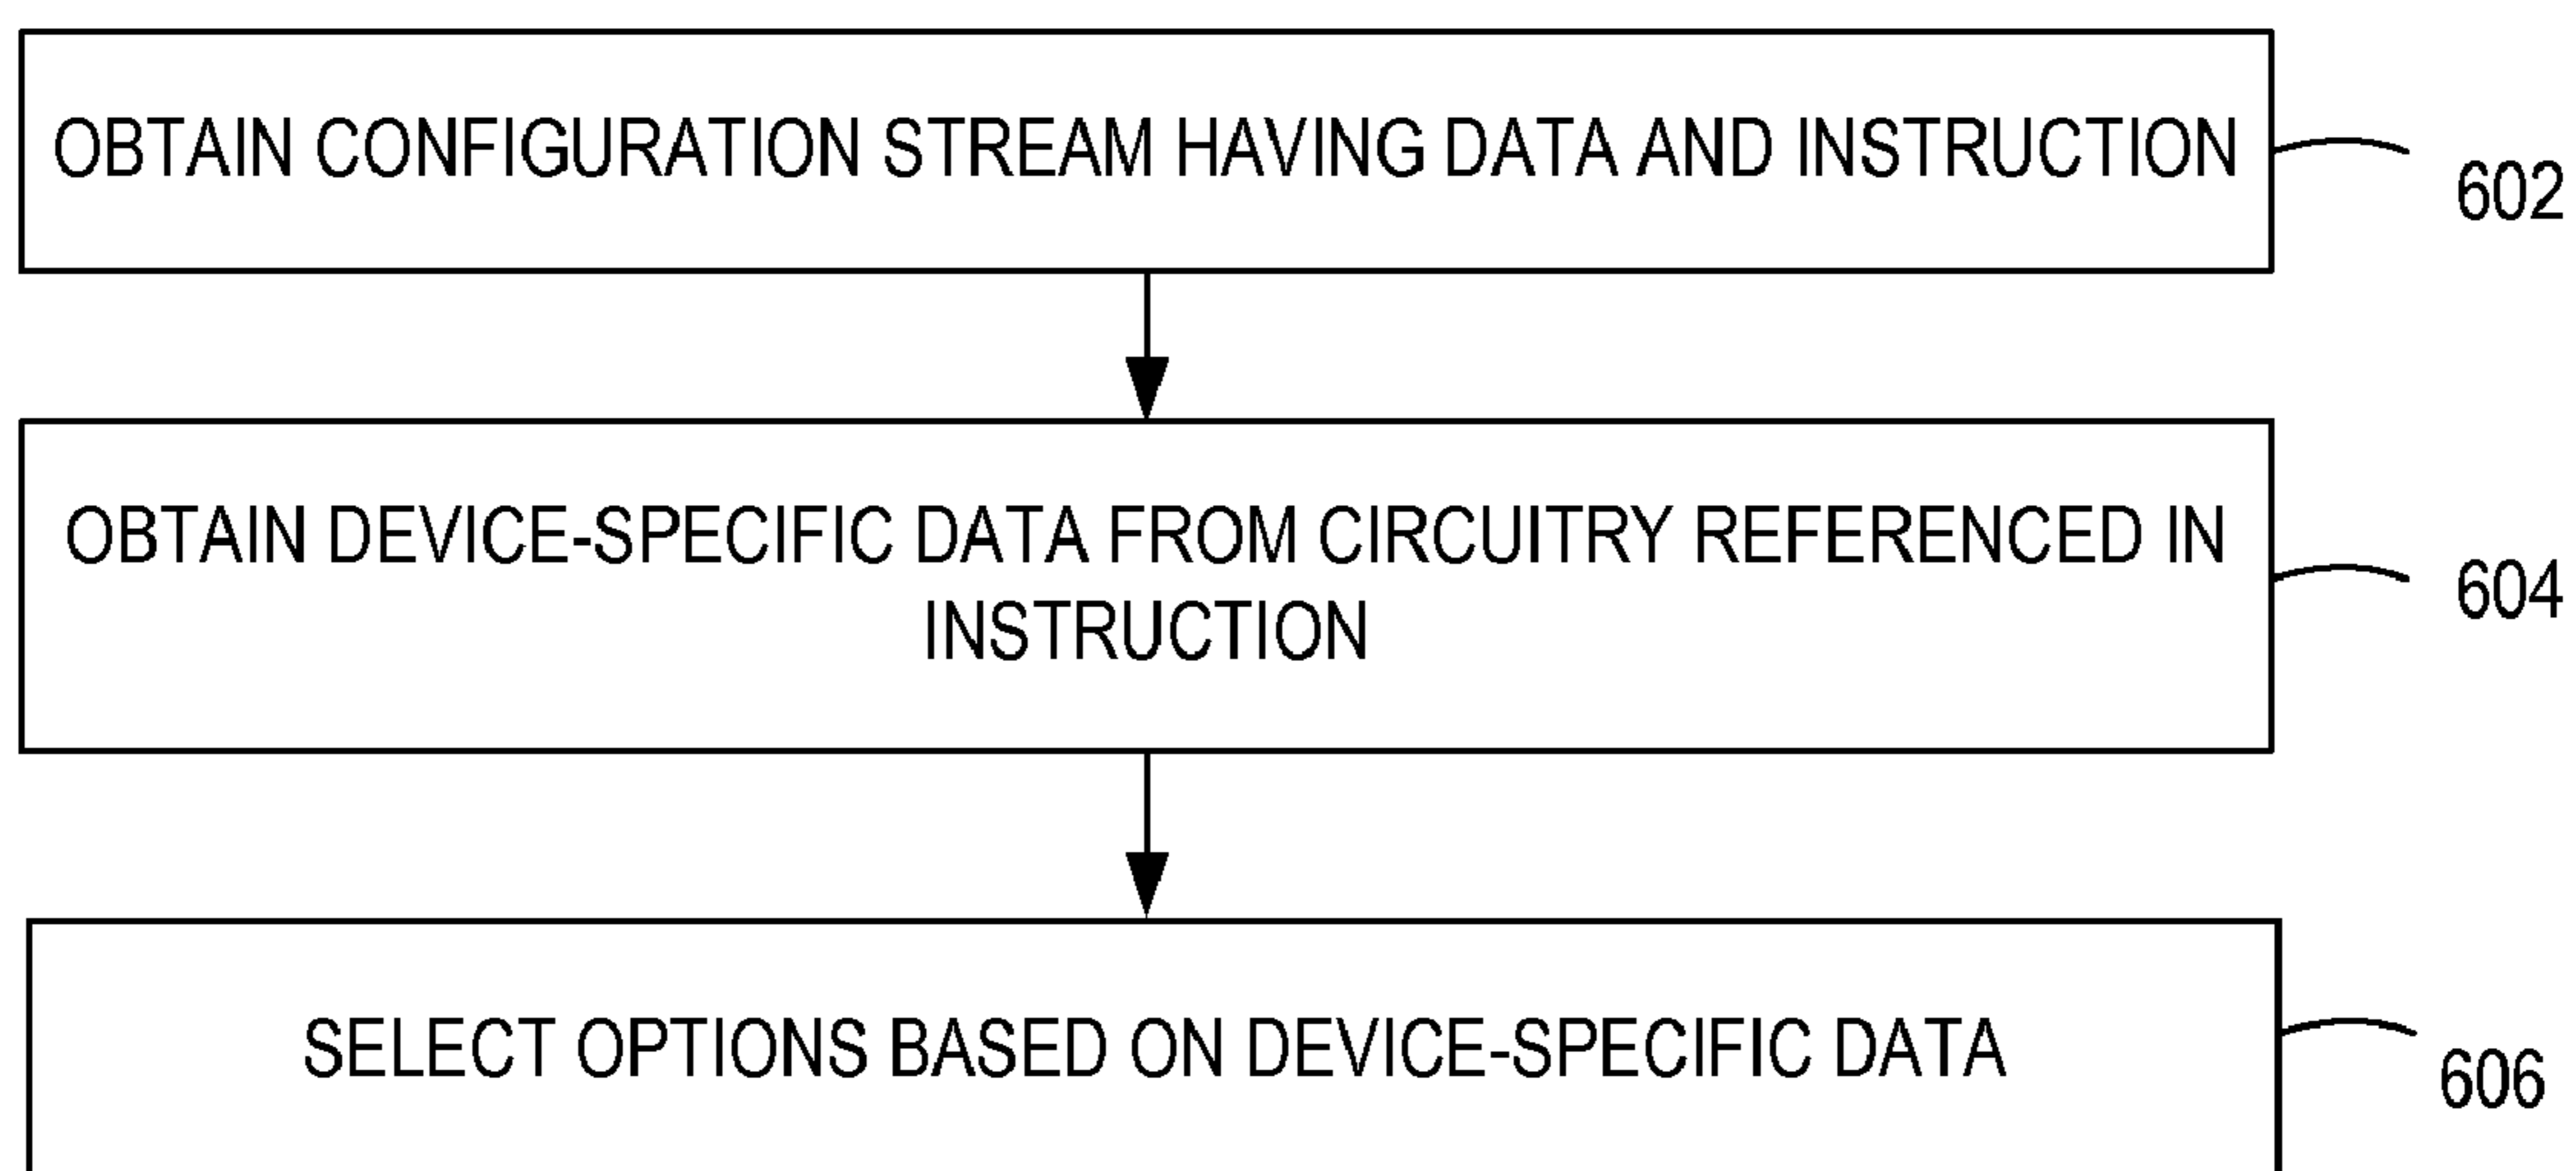 OBTAIN CONFIGURATION STREAM HAVING DATA AND INSTRUCTION
602
OBTAIN DEVICE-SPECIFIC DATA FROM CIRCUITRY REFERENCED IN
INSTRUCTION
604
SELECT OPTIONS BASED ON DEVICE-SPECIFIC DATA
606